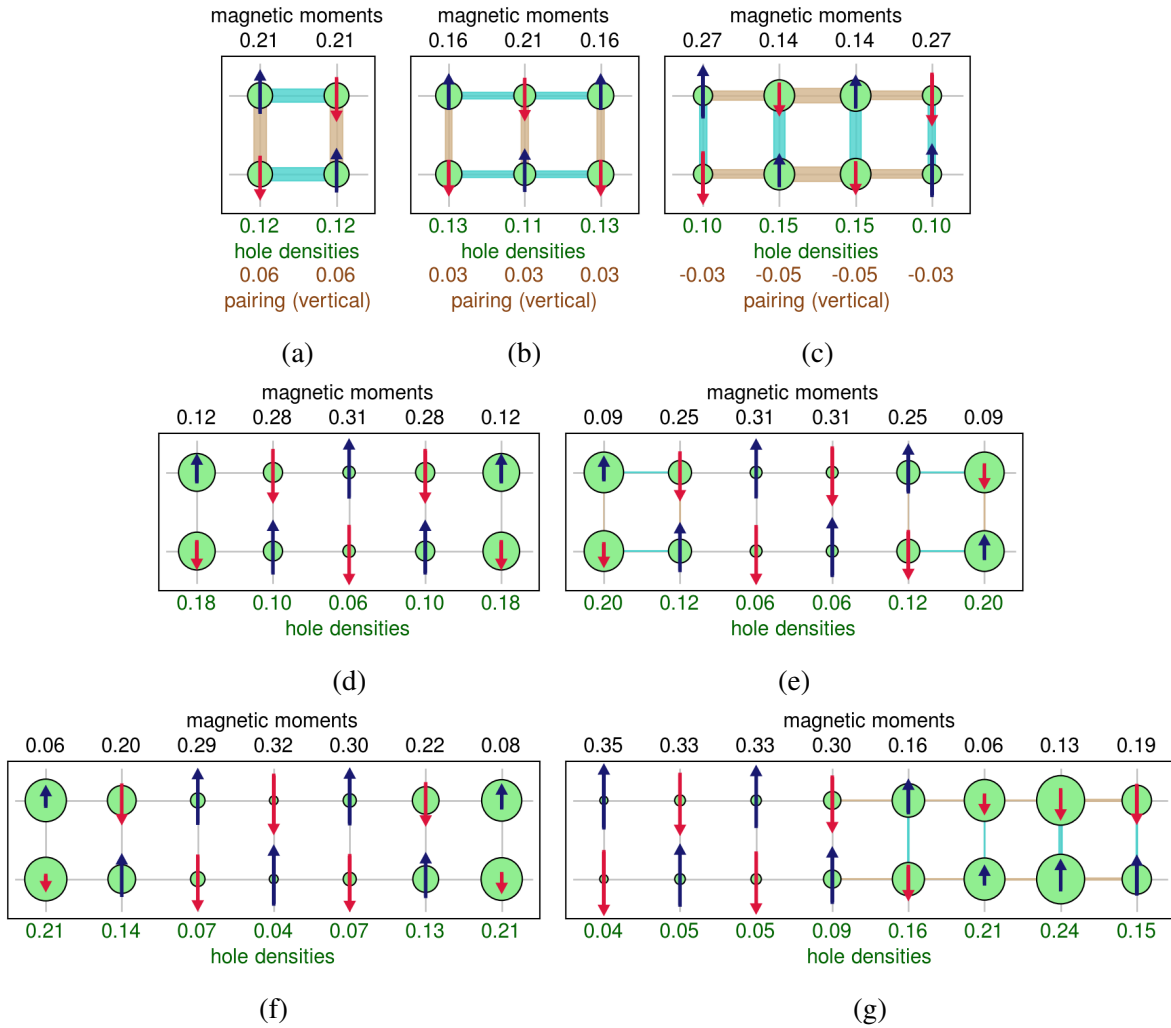 magnetic moments
0.21 0.21
0.12 0.12
hole densities
0.06 0.06
pairing (vertical)
(a)
magnetic moments
0.16 0.21 0.16
0.13 0.11 0.13
hole densities
0.03 0.03 0.03
pairing (vertical)
(b)
magnetic moments
0.27 0.14 0.14 0.27
0.10 0.15 0.15 0.10
hole densities
-0.03 -0.05 -0.05 -0.03
pairing (vertical)
(c)
magnetic moments
0.12 0.28 0.31 0.28 0.12
0.18 0.10 0.06 0.10 0.18
hole densities
(d)
magnetic moments
0.09 0.25 0.31 0.31 0.25 0.09
0.20 0.12 0.06 0.06 0.12 0.20
hole densities
(e)
magnetic moments
0.06 0.20 0.29 0.32 0.30 0.22 0.08
0.21 0.14 0.07 0.04 0.07 0.13 0.21
hole densities
(f)
magnetic moments
0.35 0.33 0.33 0.30 0.16 0.06 0.13 0.19
0.04 0.05 0.05 0.09 0.16 0.21 0.24 0.15
hole densities
(g)